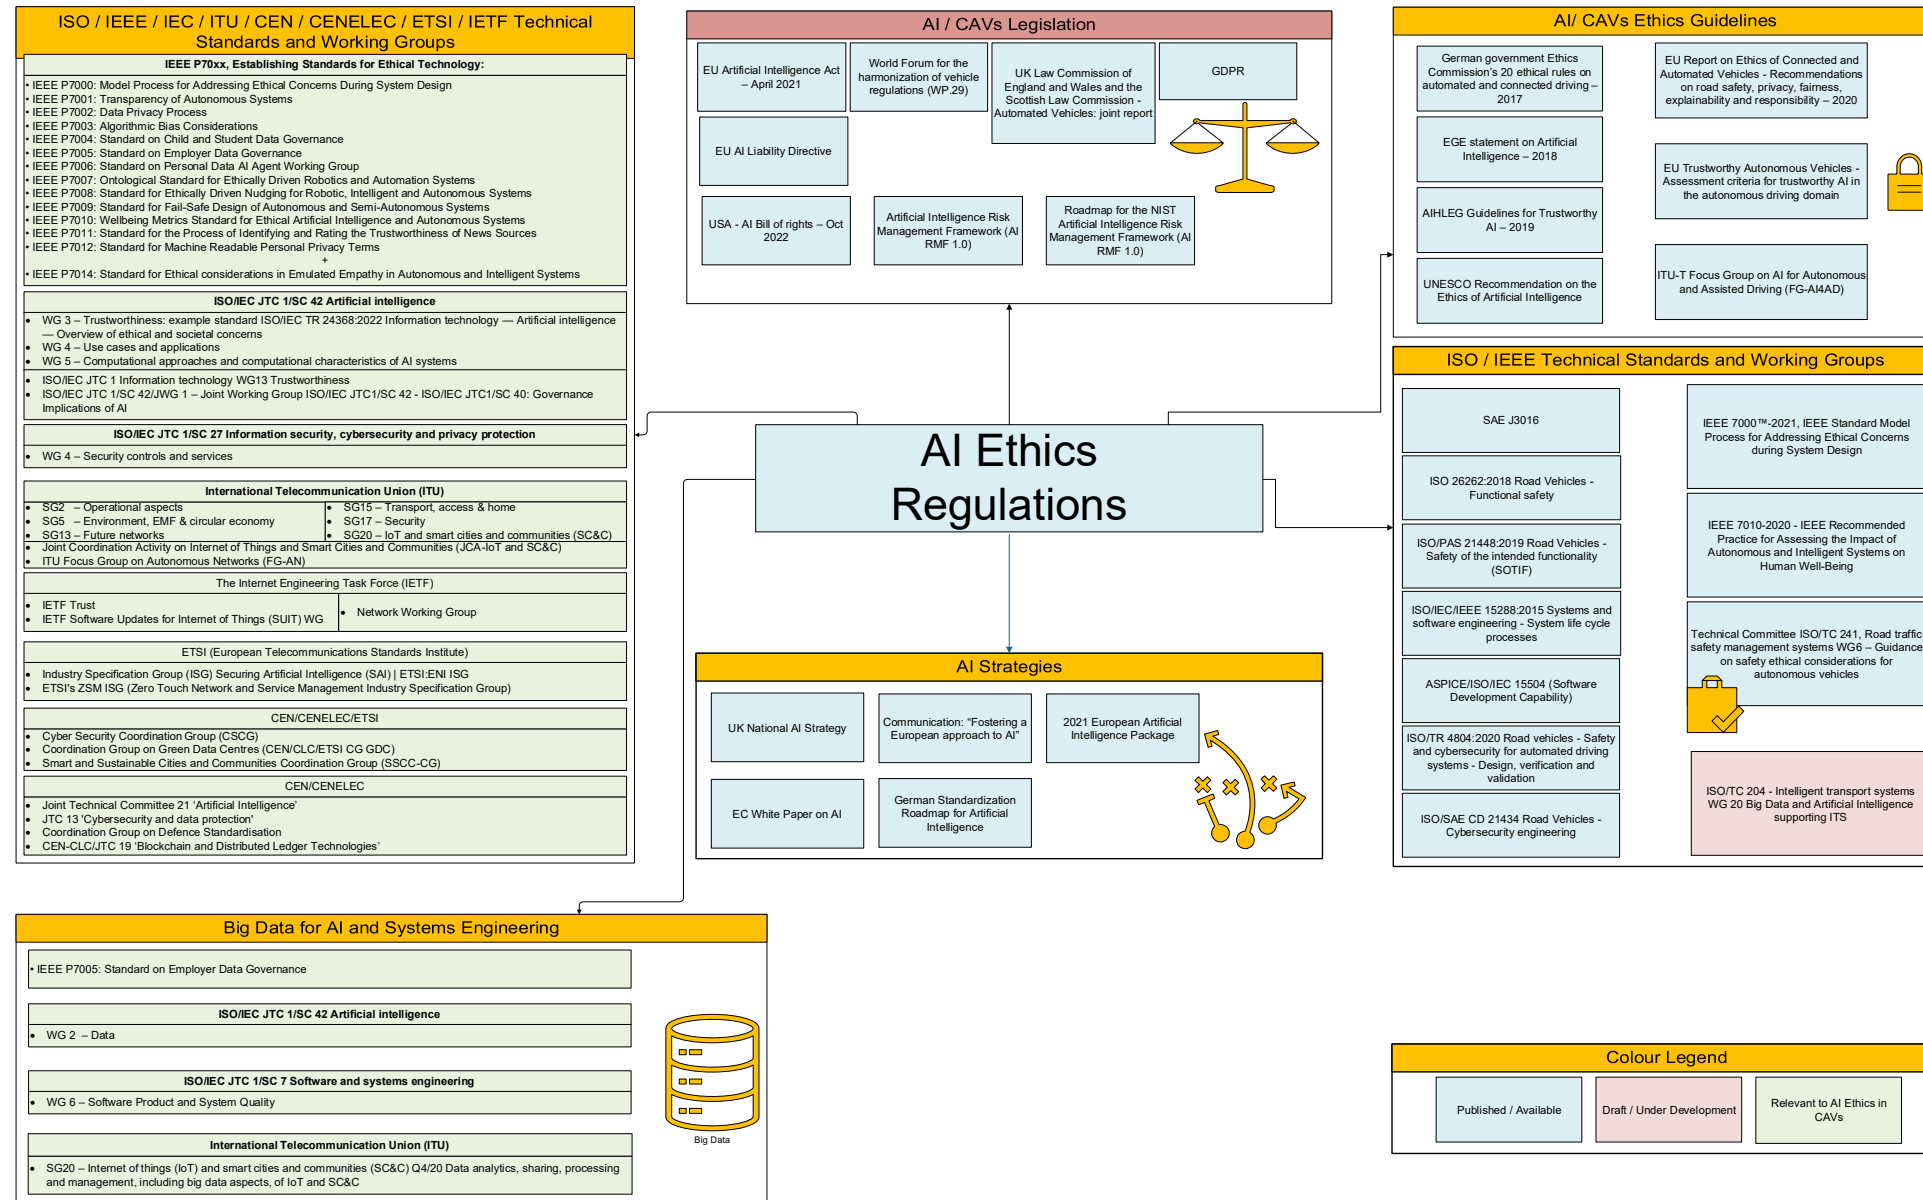 ISO / IEEE / IEC / ITU / CEN / CENELEC / ETSI / IETF Technical
Standards and Working Groups
IEEE P70xx, Establishing Standards for Ethical Technology:
• IEEE P7000: Model Process for Addressing Ethical Concerns During System Design
• IEEE P7001: Transparency of Autonomous Systems
• IEEE P7002: Data Privacy Process
• IEEE P7003: Algorithmic Bias Considerations
• IEEE P7004: Standard on Child and Student Data Governance
• IEEE P7005: Standard on Employer Data Governance
• IEEE P7006: Standard on Personal Data AI Agent Working Group
• IEEE P7007: Ontological Standard for Ethically Driven Robotics and Automation Systems
• IEEE P7008: Standard for Ethically Driven Nudging for Robotic, Intelligent and Autonomous Systems
• IEEE P7009: Standard for Fail-Safe Design of Autonomous and Semi-Autonomous Systems
• IEEE P7010: Wellbeing Metrics Standard for Ethical Artificial Intelligence and Autonomous Systems
• IEEE P7011: Standard for the Process of Identifying and Rating the Trustworthiness of News Sources
• IEEE P7012: Standard for Machine Readable Personal Privacy Terms
+
• IEEE P7014: Standard for Ethical considerations in Emulated Empathy in Autonomous and Intelligent Systems
ISO/IEC JTC 1/SC 42 Artificial intelligence
• WG 3 – Trustworthiness: example standard ISO/IEC TR 24368:2022 Information technology — Artificial intelligence
— Overview of ethical and societal concerns
• WG 4 – Use cases and applications
• WG 5 – Computational approaches and computational characteristics of AI systems
• ISO/IEC JTC 1 Information technology WG13 Trustworthiness
• ISO/IEC JTC 1/SC 42/JWG 1 – Joint Working Group ISO/IEC JTC1/SC 42 - ISO/IEC JTC1/SC 40: Governance
Implications of AI
ISO/IEC JTC 1/SC 27 Information security, cybersecurity and privacy protection
• WG 4 – Security controls and services
International Telecommunication Union (ITU)
• SG2 – Operational aspects
• SG5 – Environment, EMF & circular economy
• SG13 – Future networks
• SG15 – Transport, access & home
• SG17 – Security
• SG20 – IoT and smart cities and communities (SC&C)
• Joint Coordination Activity on Internet of Things and Smart Cities and Communities (JCA-IoT and SC&C)
• ITU Focus Group on Autonomous Networks (FG-AN)
The Internet Engineering Task Force (IETF)
• IETF Trust
• IETF Software Updates for Internet of Things (SUIT) WG
• Network Working Group
ETSI (European Telecommunications Standards Institute)
• Industry Specification Group (ISG) Securing Artificial Intelligence (SAI) | ETSI:ENI ISG
• ETSI's ZSM ISG (Zero Touch Network and Service Management Industry Specification Group)
CEN/CENELEC/ETSI
• Cyber Security Coordination Group (CSCG)
• Coordination Group on Green Data Centres (CEN/CLC/ETSI CG GDC)
• Smart and Sustainable Cities and Communities Coordination Group (SSCC-CG)
CEN/CENELEC
• Joint Technical Committee 21 ‘Artificial Intelligence’
• JTC 13 'Cybersecurity and data protection'
• Coordination Group on Defence Standardisation
• CEN-CLC/JTC 19 ‘Blockchain and Distributed Ledger Technologies’
AI / CAVs Legislation
EU Artificial Intelligence Act
– April 2021
World Forum for the
harmonization of vehicle
regulations (WP.29)
UK Law Commission of
England and Wales and the
Scottish Law Commission -
Automated Vehicles: joint report
GDPR
EU AI Liability Directive
USA - AI Bill of rights – Oct
2022
Artificial Intelligence Risk
Management Framework (AI
RMF 1.0)
Roadmap for the NIST
Artificial Intelligence Risk
Management Framework (AI
RMF 1.0)
AI Ethics
Regulations
AI Strategies
UK National AI Strategy
Communication: “Fostering a
European approach to AI”
2021 European Artificial
Intelligence Package
EC White Paper on AI
German Standardization
Roadmap for Artificial
Intelligence
AI/ CAVs Ethics Guidelines
German government Ethics
Commission's 20 ethical rules on
automated and connected driving –
2017
EU Report on Ethics of Connected and
Automated Vehicles - Recommendations
on road safety, privacy, fairness,
explainability and responsibility – 2020
EGE statement on Artificial
Intelligence – 2018
EU Trustworthy Autonomous Vehicles -
Assessment criteria for trustworthy AI in
the autonomous driving domain
AIHLEG Guidelines for Trustworthy
AI – 2019
UNESCO Recommendation on the
Ethics of Artificial Intelligence
ITU-T Focus Group on AI for Autonomous
and Assisted Driving (FG-AI4AD)
ISO / IEEE Technical Standards and Working Groups
SAE J3016
ISO 26262:2018 Road Vehicles -
Functional safety
ISO/PAS 21448:2019 Road Vehicles -
Safety of the intended functionality
(SOTIF)
ISO/IEC/IEEE 15288:2015 Systems and
software engineering - System life cycle
processes
ASPICE/ISO/IEC 15504 (Software
Development Capability)
ISO/TR 4804:2020 Road vehicles - Safety
and cybersecurity for automated driving
systems - Design, verification and
validation
ISO/SAE CD 21434 Road Vehicles -
Cybersecurity engineering
IEEE 7000™-2021, IEEE Standard Model
Process for Addressing Ethical Concerns
during System Design
IEEE 7010-2020 - IEEE Recommended
Practice for Assessing the Impact of
Autonomous and Intelligent Systems on
Human Well-Being
Technical Committee ISO/TC 241, Road traffic
safety management systems WG6 – Guidance
on safety ethical considerations for
autonomous vehicles
ISO/TC 204 - Intelligent transport systems
WG 20 Big Data and Artificial Intelligence
supporting ITS
Big Data for AI and Systems Engineering
• IEEE P7005: Standard on Employer Data Governance
ISO/IEC JTC 1/SC 42 Artificial intelligence
• WG 2 – Data
ISO/IEC JTC 1/SC 7 Software and systems engineering
• WG 6 – Software Product and System Quality
International Telecommunication Union (ITU)
• SG20 – Internet of things (IoT) and smart cities and communities (SC&C) Q4/20 Data analytics, sharing, processing
and management, including big data aspects, of IoT and SC&C
Big Data
Colour Legend
Published / Available
Draft / Under Development
Relevant to AI Ethics in
CAVs